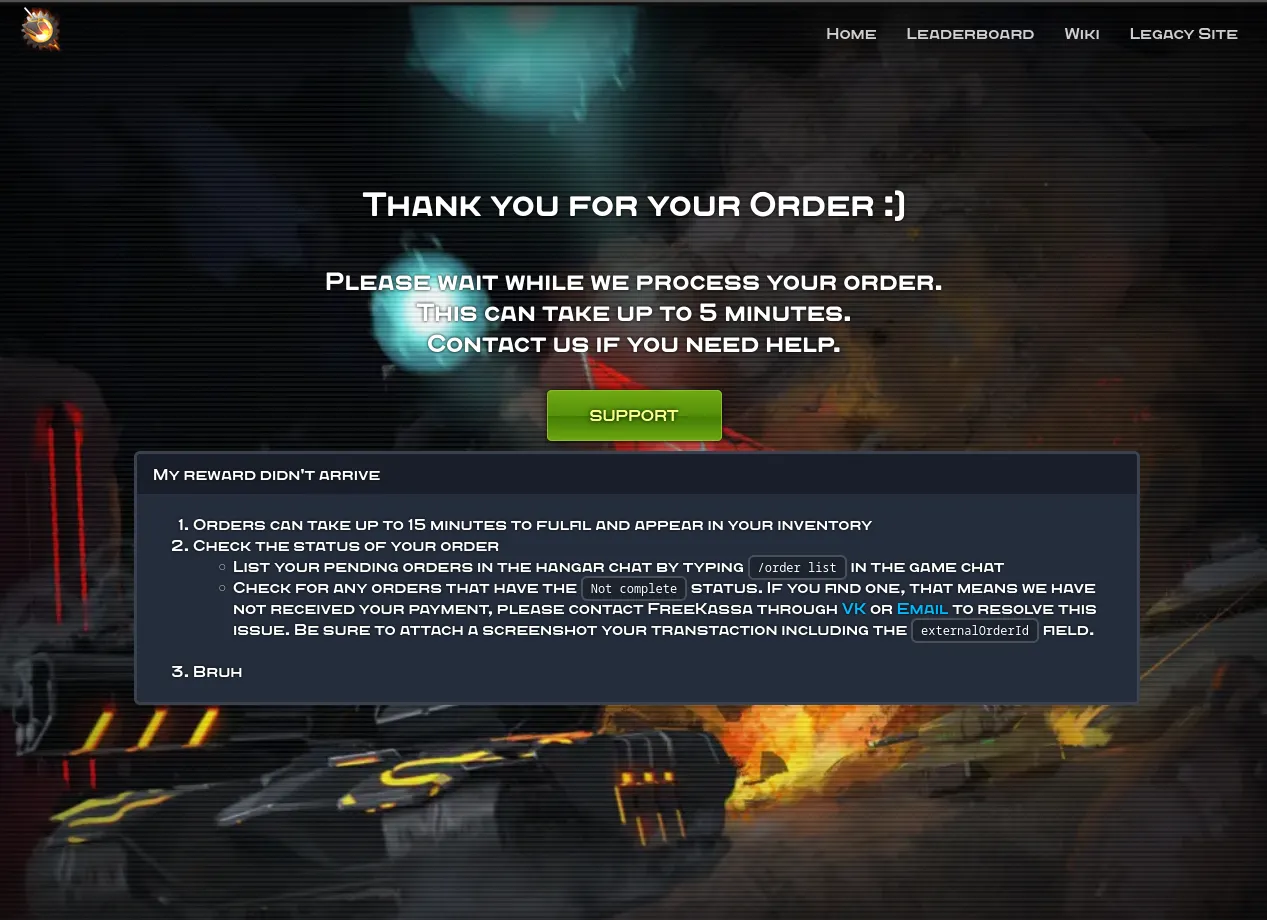 Home Leaderboard Wiki Legacy Site
Thank you for your Order :)
Please wait while we process your order.
This can take up to 5 minutes.
Contact us if you need help.
SUPPORT
My reward didn't arrive
1. Orders can take up to 15 minutes to fulfil and appear in your inventory
2. Check the status of your order
○ List your pending orders in the hangar chat by typing /order list in the game chat
○ Check for any orders that have the Not complete status. If you find one, that means we have
not received your payment, please contact FreeKassa through VK or Email to resolve this
issue. Be sure to attach a screenshot your transtaction including the externalOrderId field.
3. Bruh